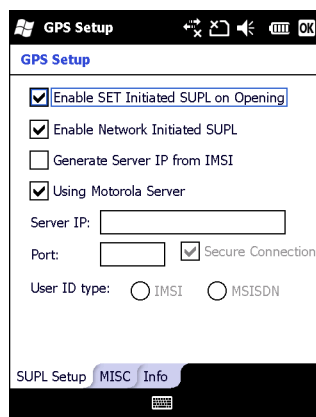 GPS Setup
OK
GPS Setup
Enable SET Initiated SUPL on Opening
Enable Network Initiated SUPL
Generate Server IP from IMSI
Using Motorola Server
Server IP:
Port: Secure Connection
User ID type: IMSI MSISDN
SUPL Setup MISC Info